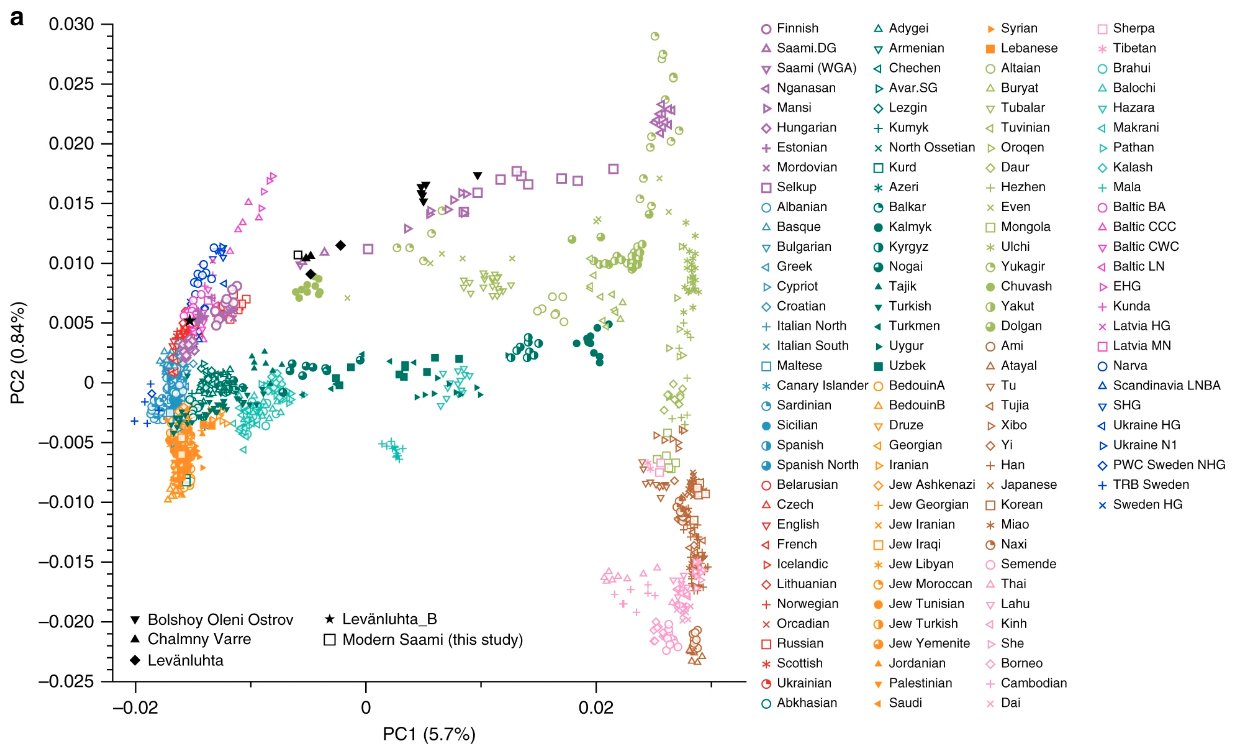 a
0.030
0.025
0.020
0.015
0.010
0.005
0
−0.005
−0.010
−0.015
−0.020
−0.025
PC2 (0.84%)
−0.02
0
0.02
PC1 (5.7%)
Bolshoy Oleni Ostrov
Chalmny Varre
Levänluhta
Levänluhta_B
Modern Saami (this study)
Finnish
Saami.DG
Saami (WGA)
Nganasan
Mansi
Hungarian
Estonian
Mordovian
Selkup
Albanian
Basque
Bulgarian
Greek
Cypriot
Croatian
Italian North
Italian South
Maltese
Canary Islander
Sardinian
Sicilian
Spanish
Spanish North
Belarusian
Czech
English
French
Icelandic
Lithuanian
Norwegian
Orcadian
Russian
Scottish
Ukrainian
Abkhasian
Adygei
Armenian
Chechen
Avar.SG
Lezgin
Kumyk
North Ossetian
Kurd
Azeri
Balkar
Kalmyk
Kyrgyz
Nogai
Tajik
Turkish
Turkmen
Uygur
Uzbek
BedouinA
BedouinB
Druze
Georgian
Iranian
Jew Ashkenazi
Jew Georgian
Jew Iranian
Jew Iraqi
Jew Libyan
Jew Moroccan
Jew Tunisian
Jew Turkish
Jew Yemenite
Jordanian
Palestinian
Saudi
Syrian
Lebanese
Altaian
Buryat
Tubalar
Tuvinian
Oroqen
Daur
Hezhen
Even
Mongola
Ulchi
Yukagir
Chuvash
Yakut
Dolgan
Ami
Atayal
Tu
Tujia
Xibo
Yi
Han
Japanese
Korean
Miao
Naxi
Semende
Thai
Lahu
Kinh
She
Borneo
Cambodian
Dai
Sherpa
Tibetan
Brahui
Balochi
Hazara
Makrani
Pathan
Kalash
Mala
Baltic BA
Baltic CCC
Baltic CWC
Baltic LN
EHG
Kunda
Latvia HG
Latvia MN
Narva
Scandinavia LNBA
SHG
Ukraine HG
Ukraine N1
PWC Sweden NHG
TRB Sweden
Sweden HG